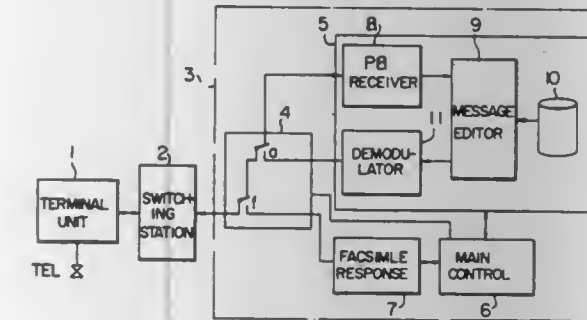 8
9
5
PB
RECEIVER
3
10
4
11
MESSAGE
EDITOR
1
2
a
DEMODU-
LATOR
TERMINAL
UNIT
SWITCH-
ING
STATION
f
TEL
FACSIMLE
RESPONSE
MAIN
CONTROL
7
6